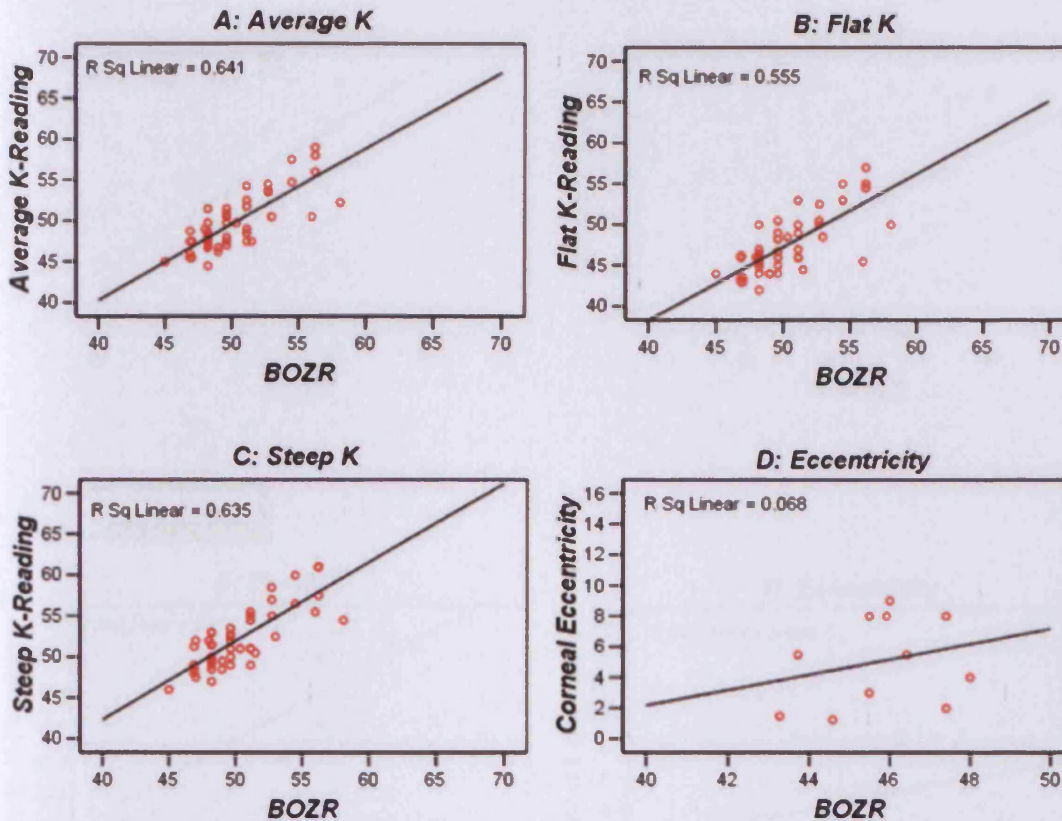 A: Average K
R Sq Linear = 0.641
Average K-Reading
70
65
60
55
50
45
40
40 45 50 55 60 65 70
BOZR
B: Flat K
R Sq Linear = 0.555
Flat K-Reading
70
65
60
55
50
45
40
40 45 50 55 60 65 70
BOZR
C: Steep K
R Sq Linear = 0.635
Steep K-Reading
70
65
60
55
50
45
40
40 45 50 55 60 65 70
BOZR
D: Eccentricity
R Sq Linear = 0.068
Corneal Eccentricity
16
14
12
10
8
6
4
2
0
40 42 44 46 48 50
BOZR